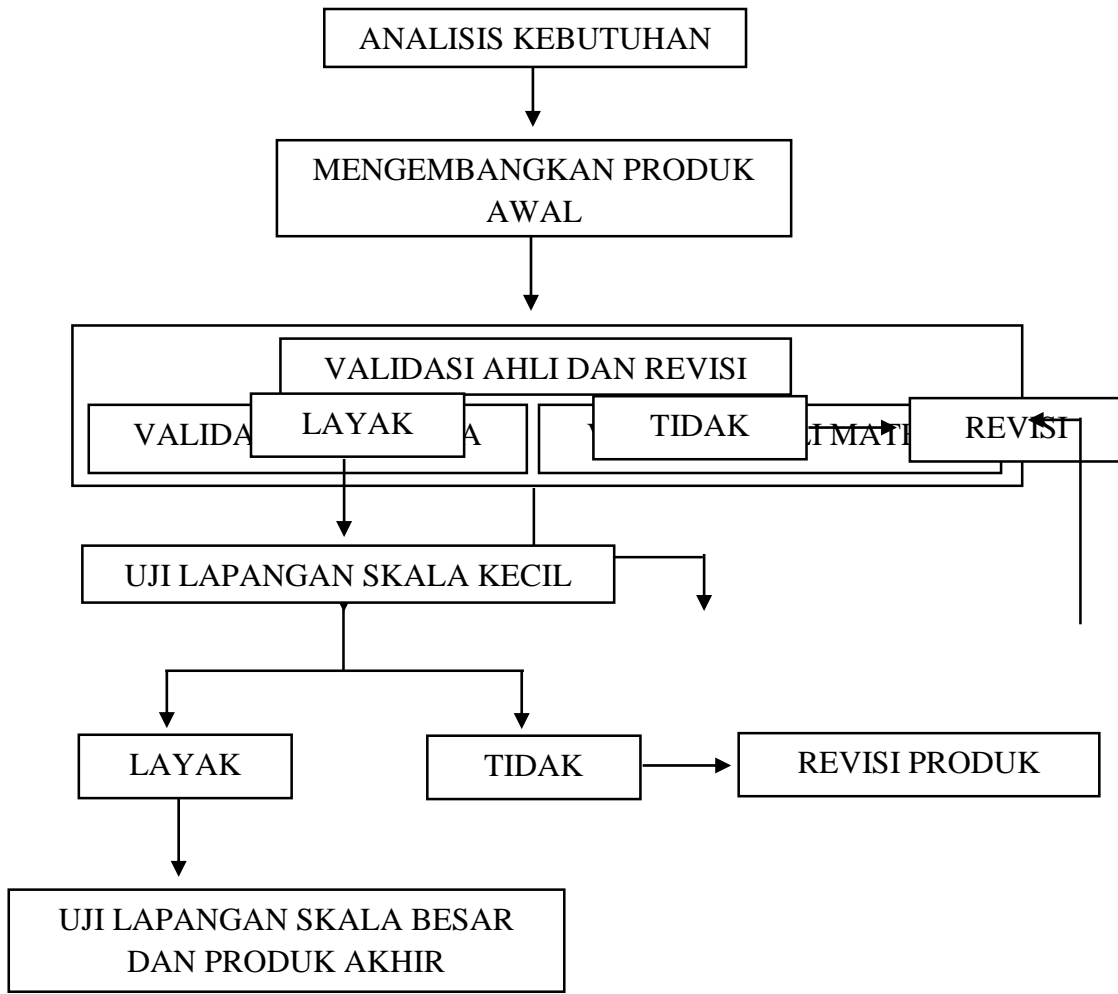 ANALISIS KEBUTUHAN
MENGEMBANGKAN PRODUK
AWAL
VALIDASI AHLI DAN REVISI
LAYAK
TIDAK
REVISI
UJI LAPANGAN SKALA KECIL
LAYAK
TIDAK
REVISI PRODUK
UJI LAPANGAN SKALA BESAR
DAN PRODUK AKHIR